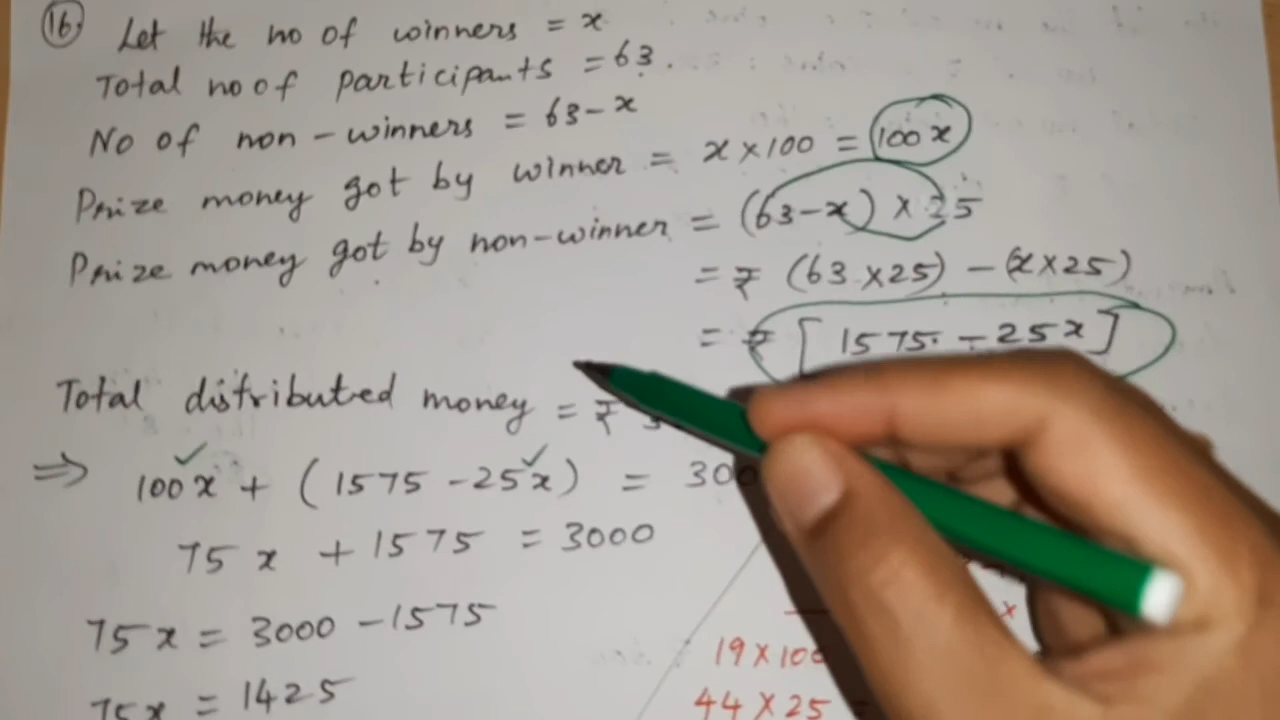 16. Let the no of winners = x
Total no of participants = 63.
No of non-winners = 63-x
Prize money got by winner = x×100 = 100x
Prize money got by non-winner = (63-x) × 25
= ₹ (63×25) - (x×25)
= ₹ [1575 - 25x]
Total distributed money = ₹ 3
⇒ 100x + (1575 - 25x) = 300
75x + 1575 = 3000
75x = 3000 - 1575
75x = 1425
19×100
44×25 =